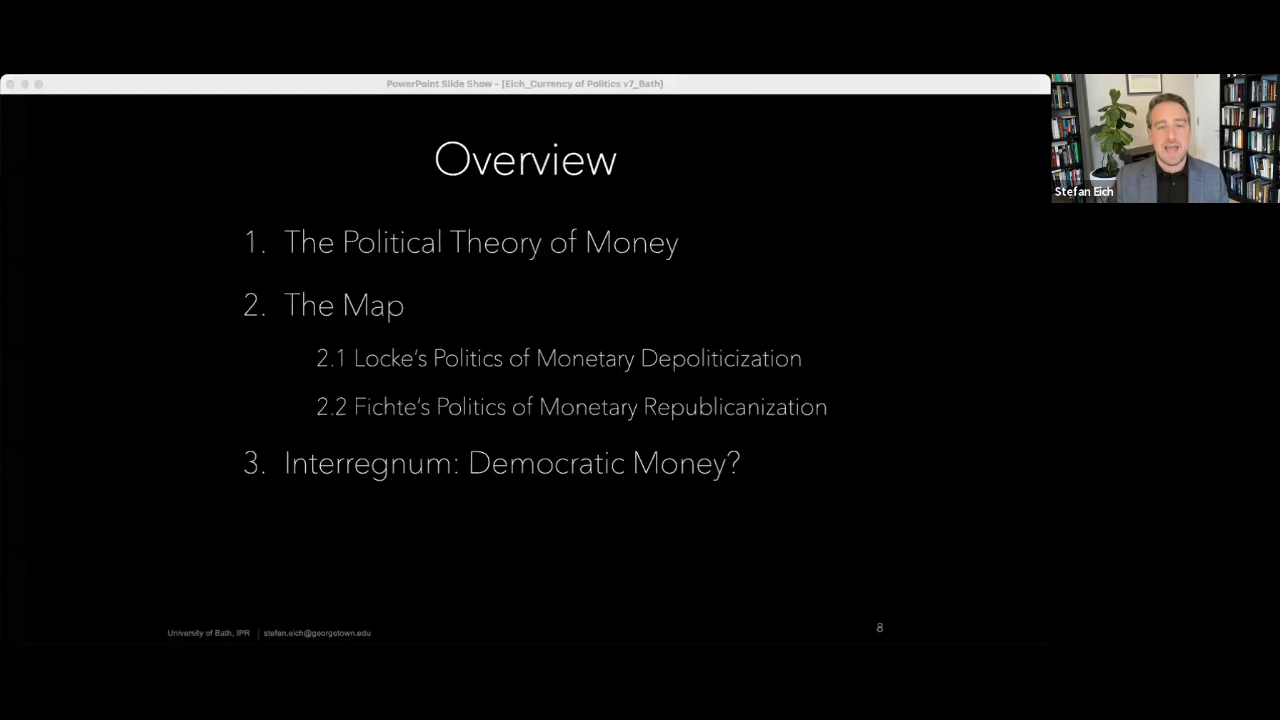 PowerPoint Slide Show - [Eich_Currency of Politics v7_Bath]
Overview
1. The Political Theory of Money
2. The Map
2.1 Locke's Politics of Monetary Depoliticization
2.2 Fichte's Politics of Monetary Republicanization
3. Interregnum: Democratic Money?
University of Bath, IPR | stefan.eich@georgetown.edu
8
Stefan Eich